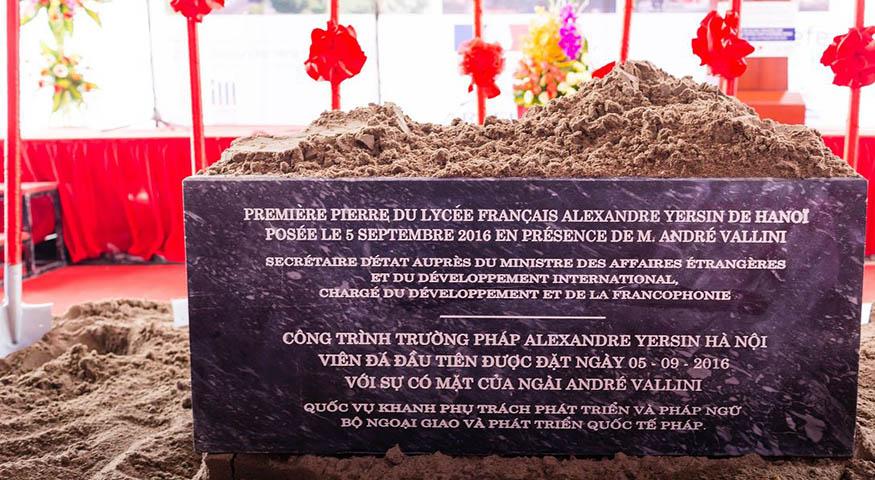 PREMIÈRE PIERRE DU LYCÉE FRANÇAIS ALEXANDRE YERSIN DE HANOÏ
POSÉE LE 5 SEPTEMBRE 2016 EN PRÉSENCE DE M. ANDRÉ VALLINI
SECRÉTAIRE D'ÉTAT AUPRÈS DU MINISTRE DES AFFAIRES ÉTRANGÈRES
ET DU DÉVELOPPEMENT INTERNATIONAL,
CHARGÉ DU DÉVELOPPEMENT ET DE LA FRANCOPHONIE
CÔNG TRÌNH TRƯỜNG PHÁP ALEXANDRE YERSIN HÀ NỘI
VIÊN ĐÁ ĐẦU TIÊN ĐƯỢC ĐẶT NGÀY 05 - 09 - 2016
VỚI SỰ CÓ MẶT CỦA NGÀI ANDRÉ VALLINI
QUỐC VỤ KHANH PHỤ TRÁCH PHÁT TRIỂN VÀ PHÁP NGỮ
BỘ NGOẠI GIAO VÀ PHÁT TRIỂN QUỐC TẾ PHÁP.